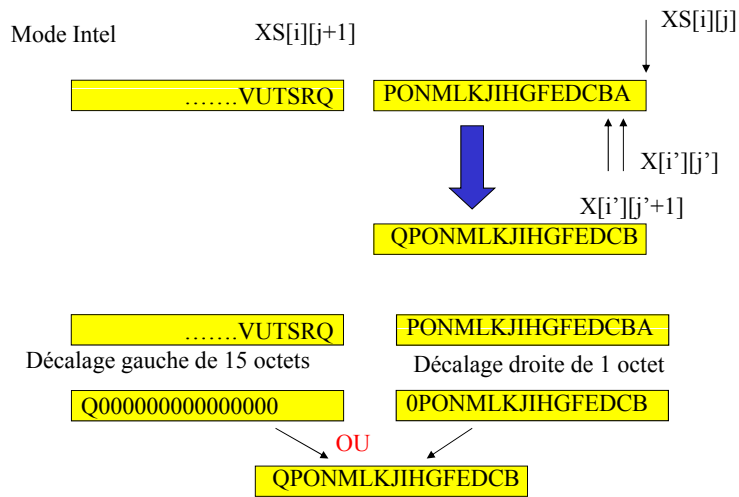 Mode Intel
XS[i][j+1]
XS[i][j]
…….VUTSRQ
PONMLKJIHGFEDCBA
X[i’][j’]
X[i’][j’+1]
QPONMLKJIHGFEDCB
…….VUTSRQ
PONMLKJIHGFEDCBA
Décalage gauche de 15 octets
Décalage droite de 1 octet
Q000000000000000
0PONMLKJIHGFEDCB
OU
QPONMLKJIHGFEDCB